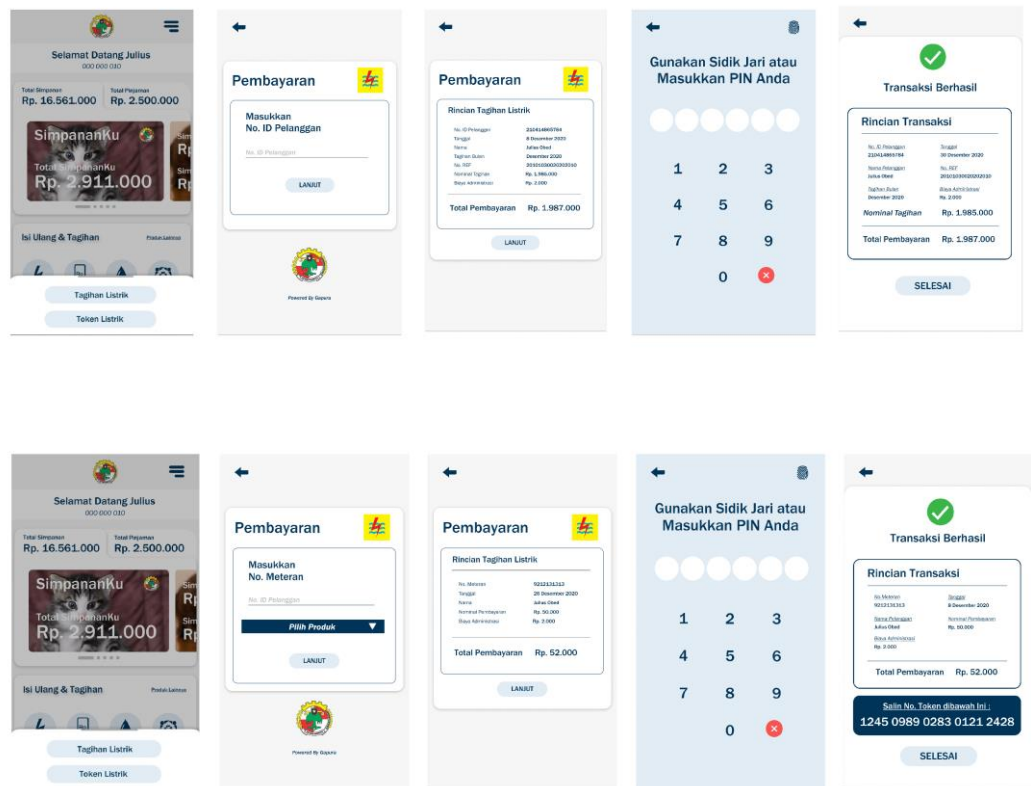 Selamat Datang Julius
000 000 010
Total Simpanan
Total Pinjaman
Rp. 16.561.000
Rp. 2.500.000
SimpananKu
Total SimpananKu
Rp. 2.911.000
Isi Ulang & Tagihan
Produk Lainnya
Tagihan Listrik
Token Listrik
Pembayaran
Masukkan
No. ID Pelanggan
No. ID Pelanggan
LANJUT
Powered By Gapura
Pembayaran
Rincian Tagihan Listrik
No. ID Pelanggan 210414865784
Tanggal 8 Desember 2020
Nama Julius Obed
Tagihan Bulan Desember 2020
No. REF
Nominal Tagihan
Biaya Administrasi Rp. 2.000
Total Pembayaran Rp. 1.987.000
LANJUT
Gunakan Sidik Jari atau
Masukkan PIN Anda
1 2 3
4 5 6
7 8 9
0
Transaksi Berhasil
Rincian Transaksi
No. ID Pelanggan Tanggal
210414865784 30 Desember 2020
Nama Pelanggan No. REF
Julius Obed
Tagihan Bulan Biaya Administrasi
Desember 2020 Rp. 2.000
Nominal Tagihan Rp. 1.985.000
Total Pembayaran Rp. 1.987.000
SELESAI
Selamat Datang Julius
000 000 010
Total Simpanan
Total Pinjaman
Rp. 16.561.000
Rp. 2.500.000
SimpananKu
Total SimpananKu
Rp. 2.911.000
Isi Ulang & Tagihan
Produk Lainnya
Tagihan Listrik
Token Listrik
Pembayaran
Masukkan
No. Meteran
No. ID Pelanggan
Pilih Produk
LANJUT
Powered By Gapura
Pembayaran
Rincian Tagihan Listrik
No. Meteran 9212131313
Tanggal 28 Desember 2020
Nama Julius Obed
Nominal Pembayaran Rp. 50.000
Biaya Administrasi Rp. 2.000
Total Pembayaran Rp. 52.000
LANJUT
Gunakan Sidik Jari atau
Masukkan PIN Anda
1 2 3
4 5 6
7 8 9
0
Transaksi Berhasil
Rincian Transaksi
No Meteran Tanggal
9212131313 8 Desember 2020
Nama Pelanggan Nominal Pembayaran
Julius Obed Rp. 50.000
Biaya Administrasi
Rp. 2.000
Total Pembayaran Rp. 52.000
Salin No. Token dibawah Ini :
1245 0989 0283 0121 2428
SELESAI